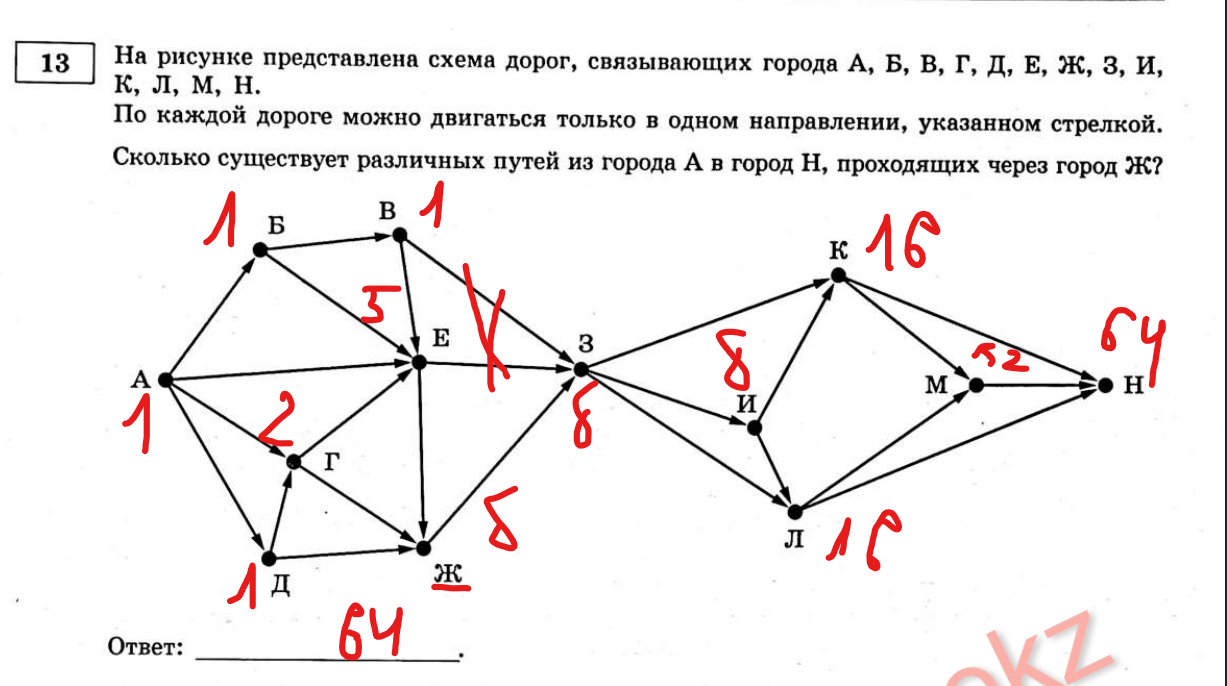 13
На рисунке представлена схема дорог, связывающих города А, Б, В, Г, Д, Е, Ж, З, И,
К, Л, М, Н.
По каждой дороге можно двигаться только в одном направлении, указанном стрелкой.
Сколько существует различных путей из города А в город Н, проходящих через город Ж?
1 Б
В 1
К 16
5
Е
З
8
64
А
1
2
Г
8
И
М
Н
8
Л 16
1 Д
Ж
Ответ: 64.
okz